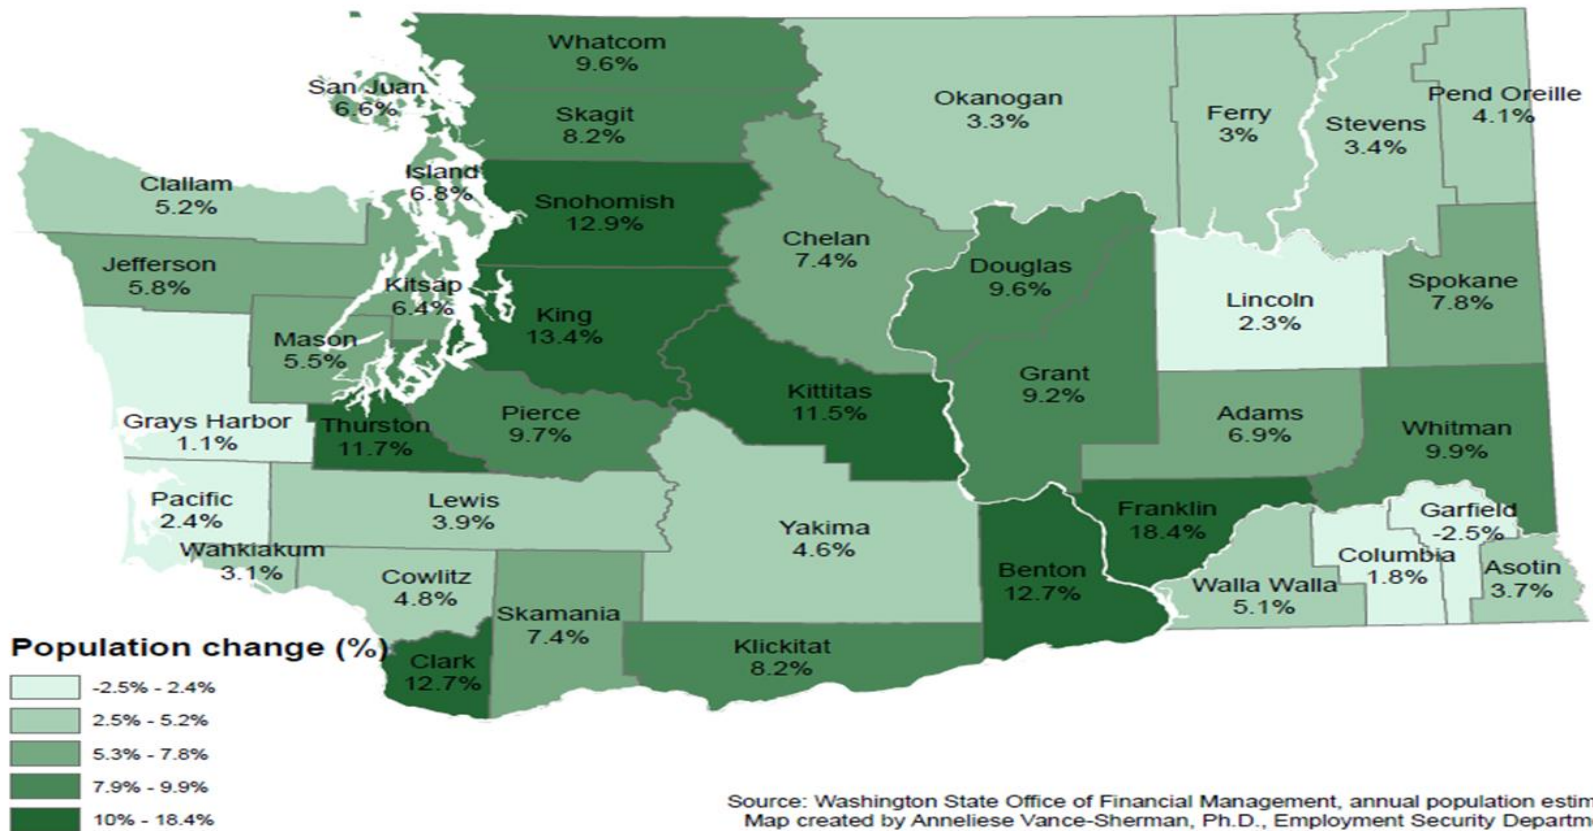 Whatcom
9.6%
San Juan
6.6%
Skagit
8.2%
Okanogan
3.3%
Ferry
3%
Stevens
3.4%
Pend Oreille
4.1%
Clallam
5.2%
Island
6.8%
Snohomish
12.9%
Chelan
7.4%
Jefferson
5.8%
Kitsap
6.4%
Douglas
9.6%
Lincoln
2.3%
Spokane
7.8%
Mason
5.5%
King
13.4%
Grant
9.2%
Kittitas
11.5%
Grays Harbor
1.1%
Thurston
11.7%
Pierce
9.7%
Adams
6.9%
Whitman
9.9%
Pacific
2.4%
Lewis
3.9%
Yakima
4.6%
Franklin
18.4%
Garfield
-2.5%
Wahkiakum
3.1%
Cowlitz
4.8%
Benton
12.7%
Walla Walla
5.1%
Columbia
1.8%
Asotin
3.7%
Skamania
7.4%
Klickitat
8.2%
Clark
12.7%
Population change (%)
-2.5% - 2.4%
2.5% - 5.2%
5.3% - 7.8%
7.9% - 9.9%
10% - 18.4%
Source: Washington State Office of Financial Management, annual population estim
Map created by Anneliese Vance-Sherman, Ph.D., Employment Security Departm